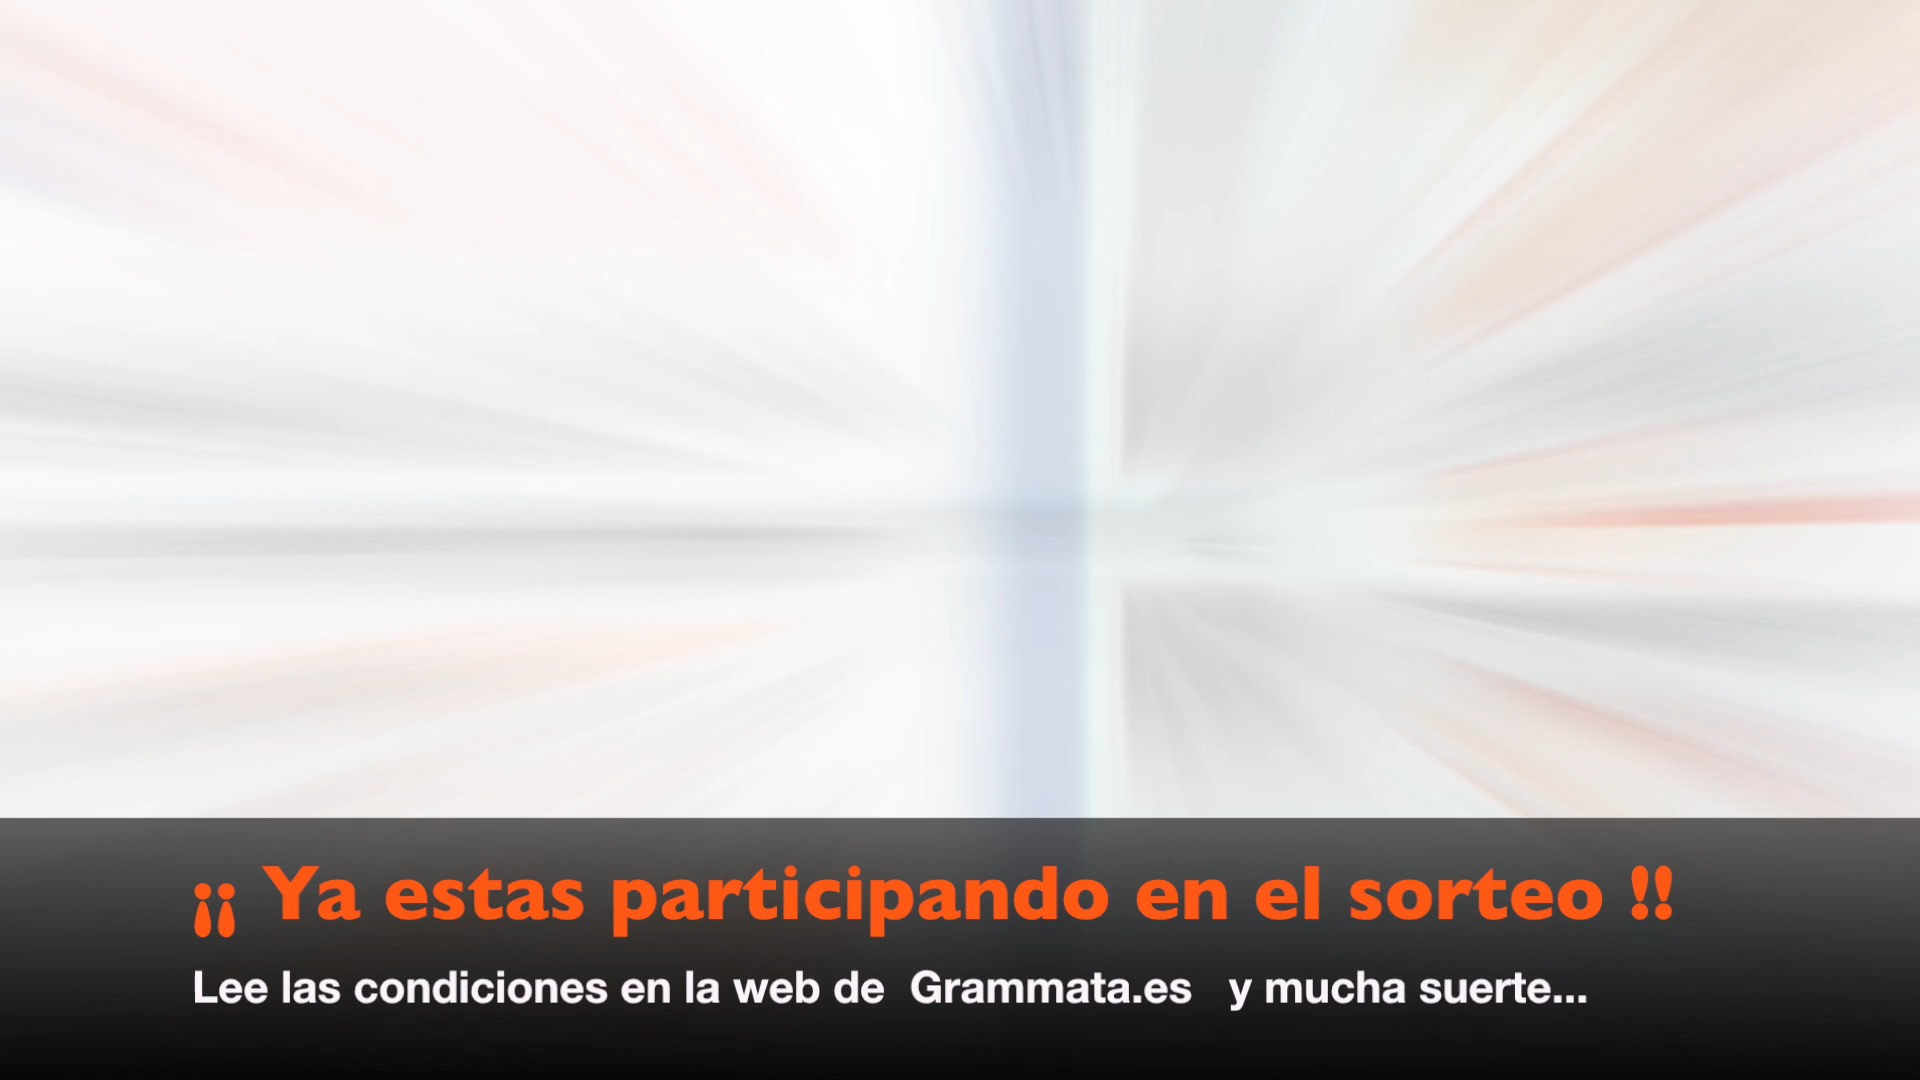 ¡¡ Ya estas participando en el sorteo !!
Lee las condiciones en la web de Grammata.es y mucha suerte...